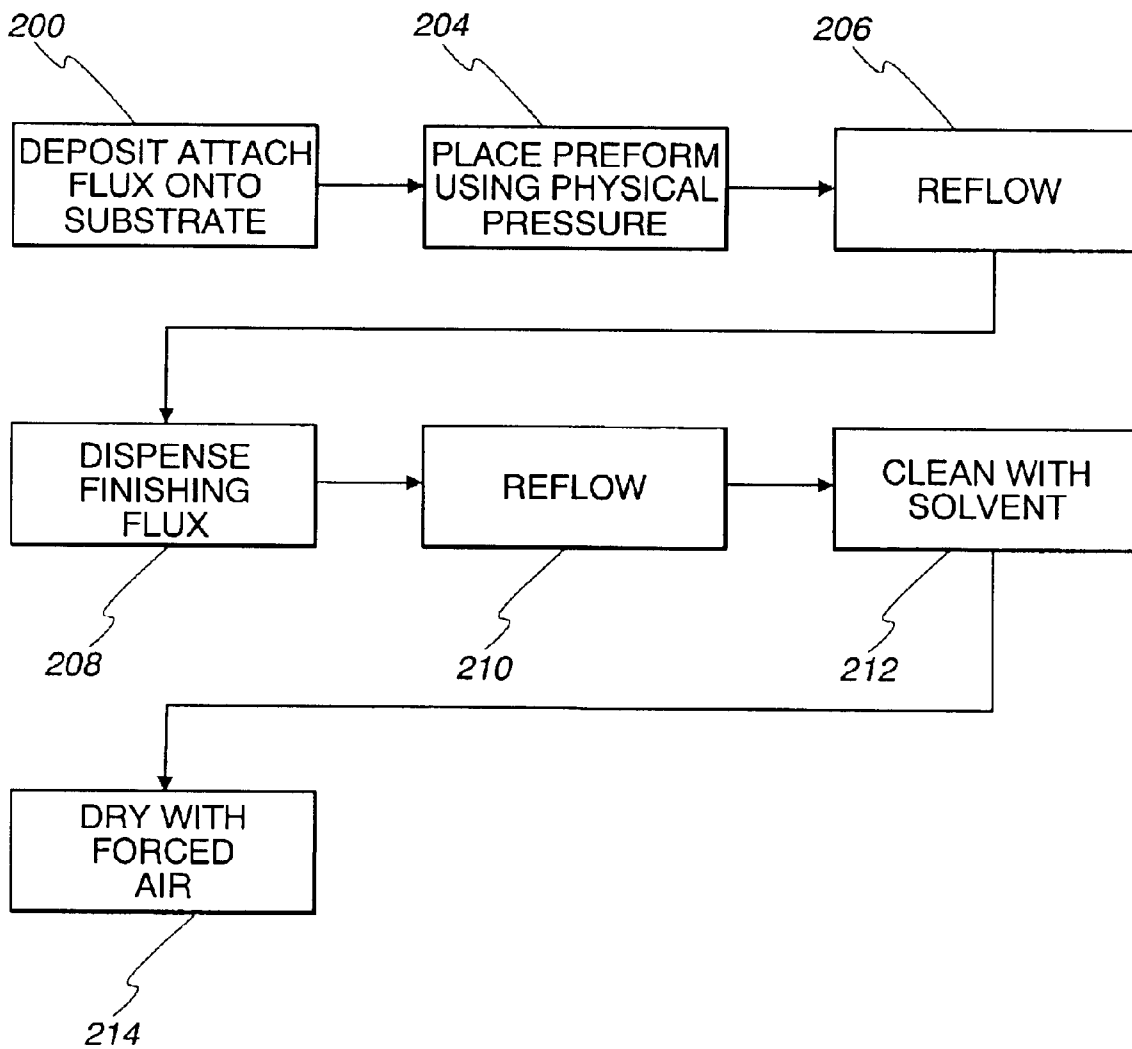 200
204
206
DEPOSIT ATTACH
FLUX ONTO
SUBSTRATE
PLACE PREFORM
USING PHYSICAL
PRESSURE
REFLOW
DISPENSE
FINISHING
FLUX
REFLOW
CLEAN WITH
SOLVENT
208
210
212
DRY WITH
FORCED
AIR
214